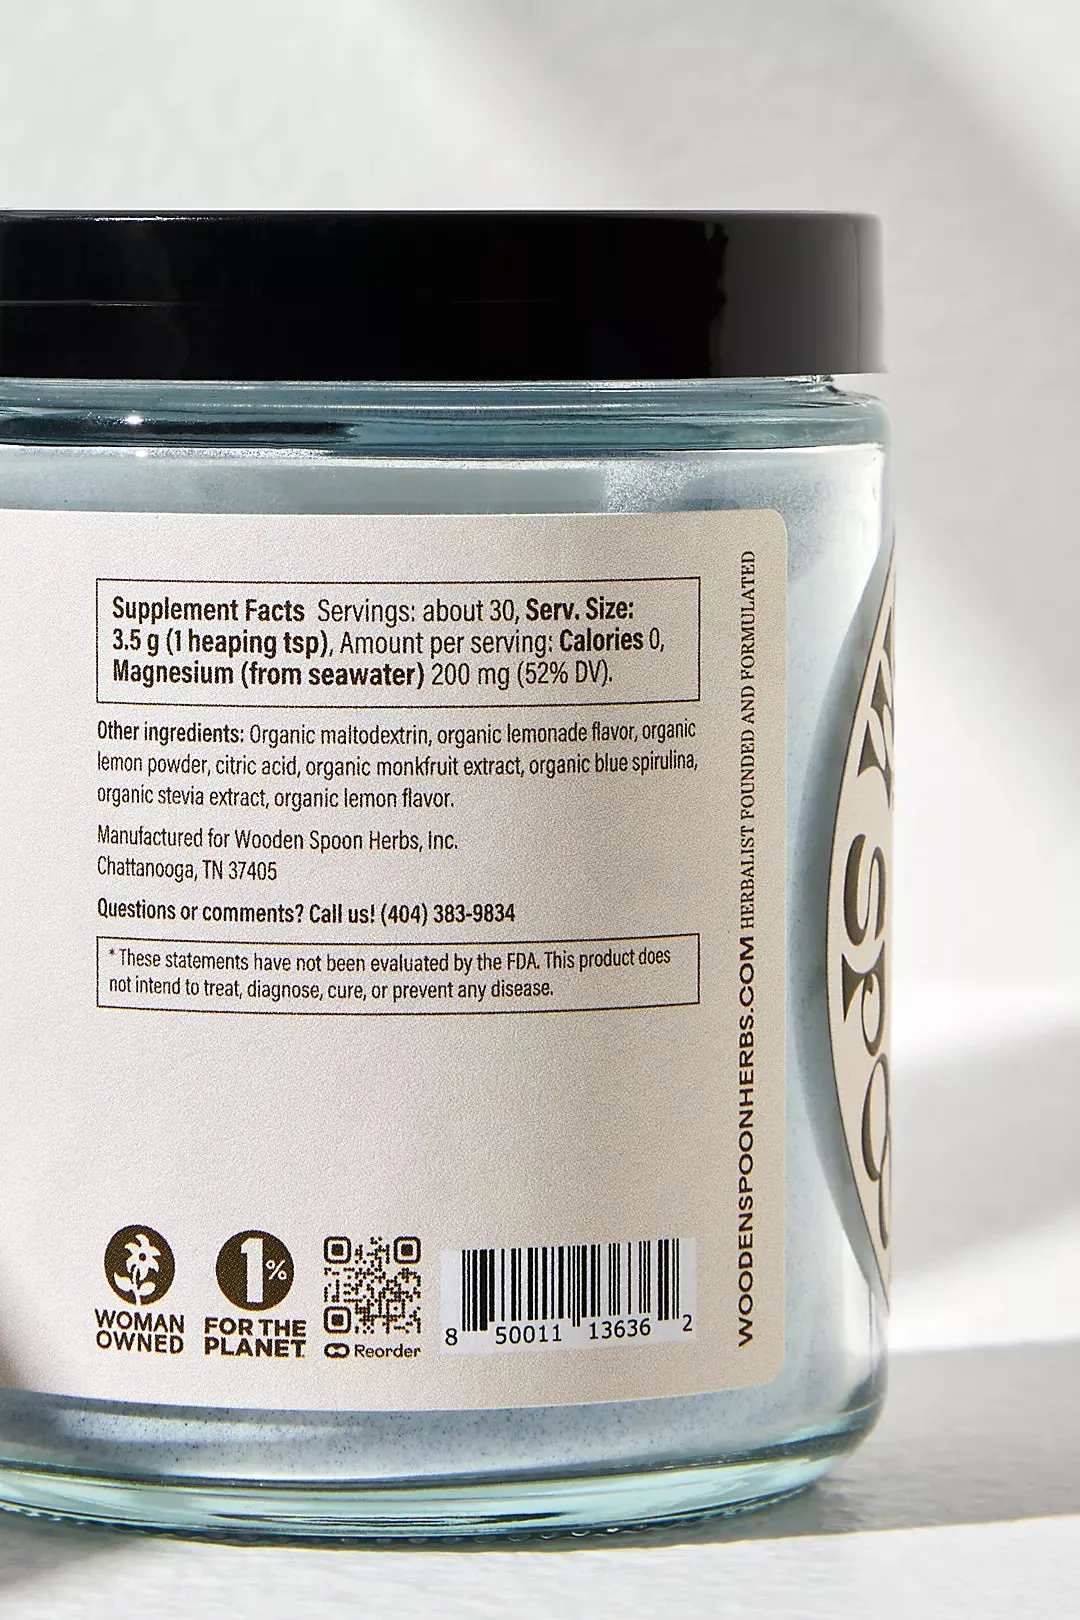 Supplement Facts Servings: about 30, Serv. Size:
3.5 g (1 heaping tsp), Amount per serving: Calories 0,
Magnesium (from seawater) 200 mg (52% DV).
Other ingredients: Organic maltodextrin, organic lemonade flavor, organic
lemon powder, citric acid, organic monkfruit extract, organic blue spirulina,
organic stevia extract, organic lemon flavor.
Manufactured for Wooden Spoon Herbs, Inc.
Chattanooga, TN 37405
Questions or comments? Call us! (404) 383-9834
* These statements have not been evaluated by the FDA. This product does
not intend to treat, diagnose, cure, or prevent any disease.
WOMAN
OWNED
1%
FOR THE
PLANET
Reorder
8 50011 13636 2
WOODENSPOONHERBS.COM HERBALIST FOUNDED AND FORMULATED